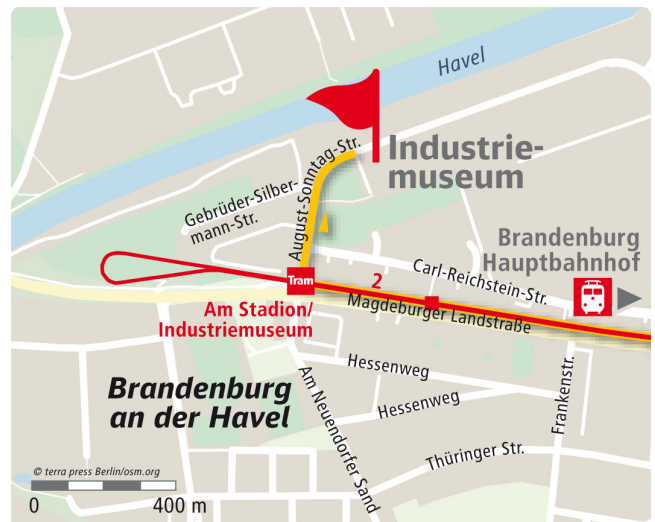 Havel
Industrie-
museum
August-Sonntag-Str.
Gebrüder-Silber-
mann-Str.
Brandenburg
Hauptbahnhof
Carl-Reichstein-Str.
2
Tram
Magdeburger Landstraße
Am Stadion/
Industriemuseum
Hessenweg
Frankenstr.
Brandenburg
an der Havel
Am Neuendorfer Sand
Hessenweg
Thüringer Str.
© terra press Berlin/osm.org
0 400 m